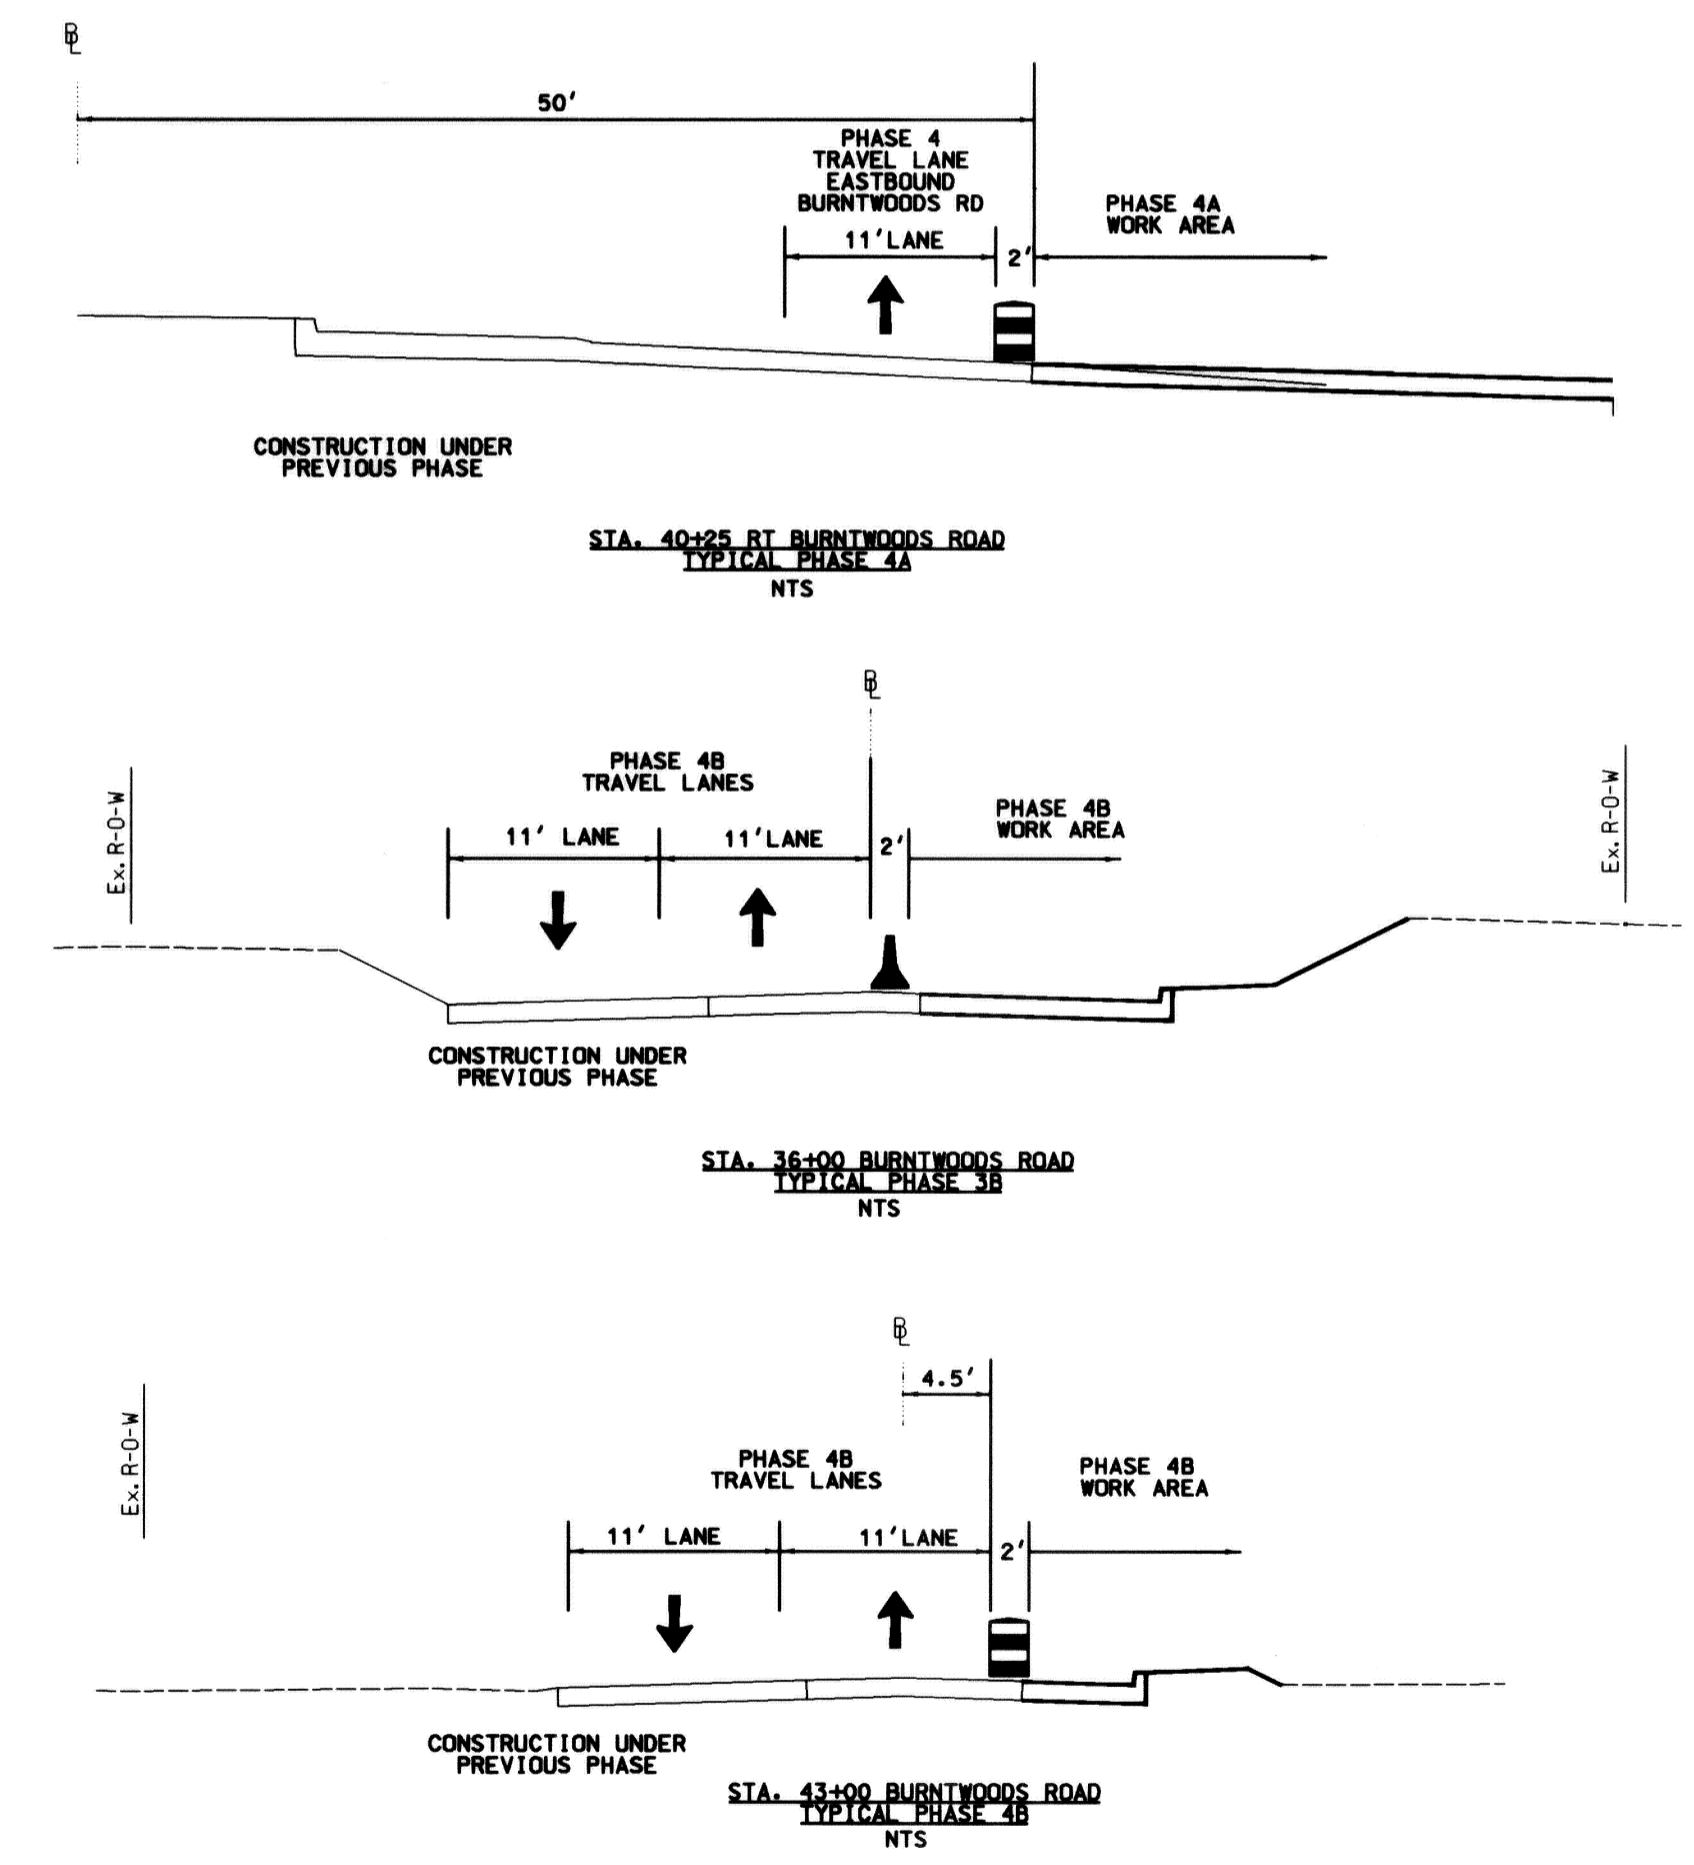 BL
50'
PHASE 4
TRAVEL LANE
EASTBOUND
BURNTWOODS RD
PHASE 4A
WORK AREA
11'LANE
2'
CONSTRUCTION UNDER
PREVIOUS PHASE
STA. 40+25 RT BURNTWOODS ROAD
TYPICAL PHASE 4A
NTS
BL
PHASE 4B
TRAVEL LANES
Ex. R-O-W
PHASE 4B
WORK AREA
Ex. R-O-W
11' LANE
11'LANE
2'
CONSTRUCTION UNDER
PREVIOUS PHASE
STA. 36+00 BURNTWOODS ROAD
TYPICAL PHASE 3B
NTS
BL
4.5'
Ex. R-O-W
PHASE 4B
TRAVEL LANES
PHASE 4B
WORK AREA
11' LANE
11'LANE
2'
CONSTRUCTION UNDER
PREVIOUS PHASE
STA. 43+00 BURNTWOODS ROAD
TYPICAL PHASE 4B
NTS